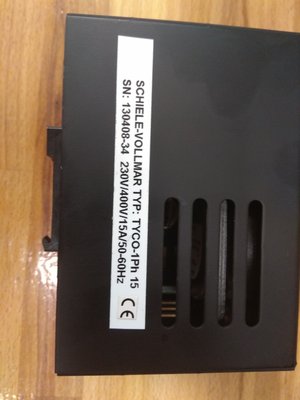 SCHIELE-VOLLMAR TYP: TYCO-1Ph 15
SN: 130408-34 230V/400V/15A/50-60Hz
CE